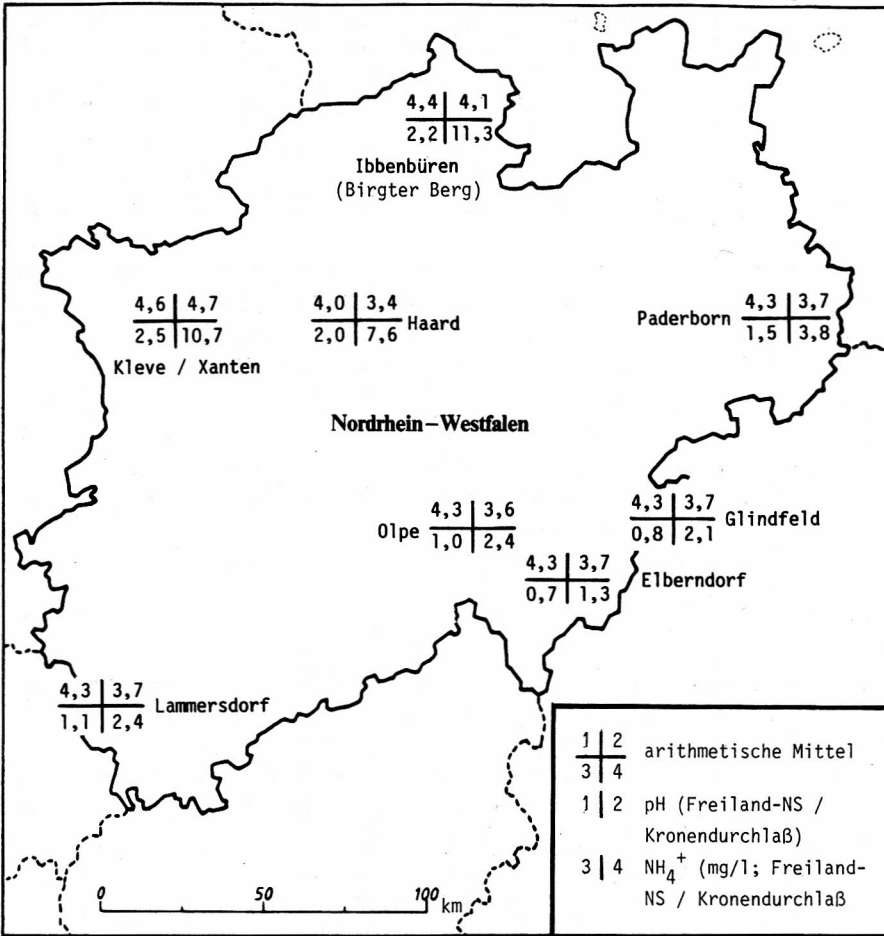 4,4 4,1
2,2 11,3
Ibbenbüren
(Birgter Berg)
4,6 4,7
2,5 10,7
Kleve / Xanten
4,0 3,4
2,0 7,6
Haard
Paderborn
4,3 3,7
1,5 3,8
Nordrhein-Westfalen
Olpe
4,3 3,6
1,0 2,4
4,3 3,7
0,8 2,1
Glindfeld
4,3 3,7
0,7 1,3
Elberndorf
4,3 3,7
1,1 2,4
Lammersdorf
1 2
3 4
arithmetische Mittel
1 2 pH (Freiland-NS /
Kronendurchlaß)
3 4 NH₄⁺ (mg/l; Freiland-
NS / Kronendurchlaß
0 50 100
km